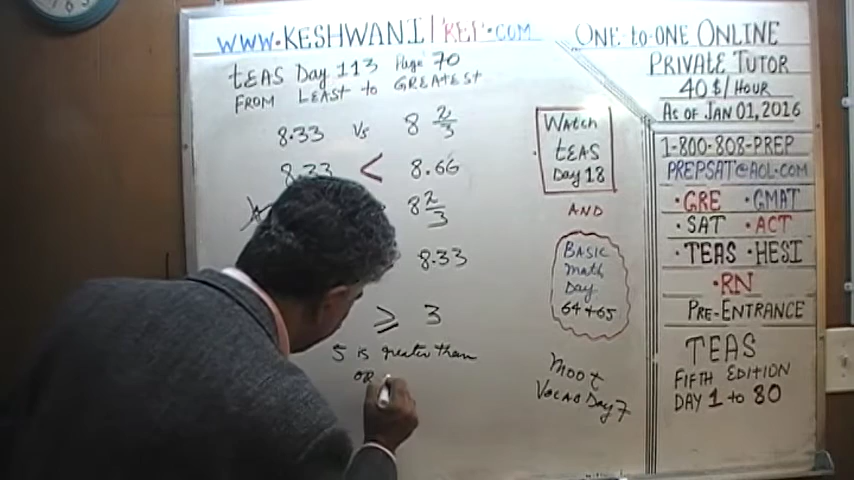 WWW.KESHWANI PREP.COM
TEAS Day 113 Page 70
FROM LEAST to GREATEST
8.33 Vs 8 2/3
8.33 < 8.66
8 2/3
8.33
≥ 3
5 is greater than
OR
Watch
TEAS
Day 18
AND
BASIC
math
Day
64+65
MOOT
VOCAB Day 7
ONE-to-ONE ONLINE
PRIVATE TUTOR
40$/HOUR
AS OF JAN 01, 2016
1-800-808-PREP
PREPSAT@AOL.COM
•GRE •GMAT
•SAT •ACT
•TEAS •HESI
•RN
PRE-ENTRANCE
TEAS
FIFTH EDITION
DAY 1 to 80